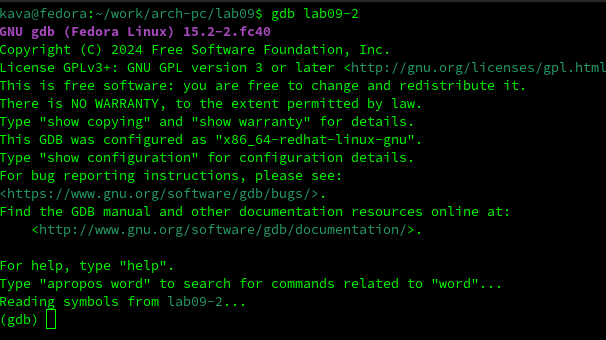 kava@fedora:~/work/arch-pc/lab09$ gdb lab09-2
GNU gdb (Fedora Linux) 15.2-2.fc40
Copyright (C) 2024 Free Software Foundation, Inc.
License GPLv3+: GNU GPL version 3 or later <http://gnu.org/licenses/gpl.html
This is free software: you are free to change and redistribute it.
There is NO WARRANTY, to the extent permitted by law.
Type "show copying" and "show warranty" for details.
This GDB was configured as "x86_64-redhat-linux-gnu".
Type "show configuration" for configuration details.
For bug reporting instructions, please see:
<https://www.gnu.org/software/gdb/bugs/>.
Find the GDB manual and other documentation resources online at:
    <http://www.gnu.org/software/gdb/documentation/>.

For help, type "help".
Type "apropos word" to search for commands related to "word"...
Reading symbols from lab09-2...
(gdb)